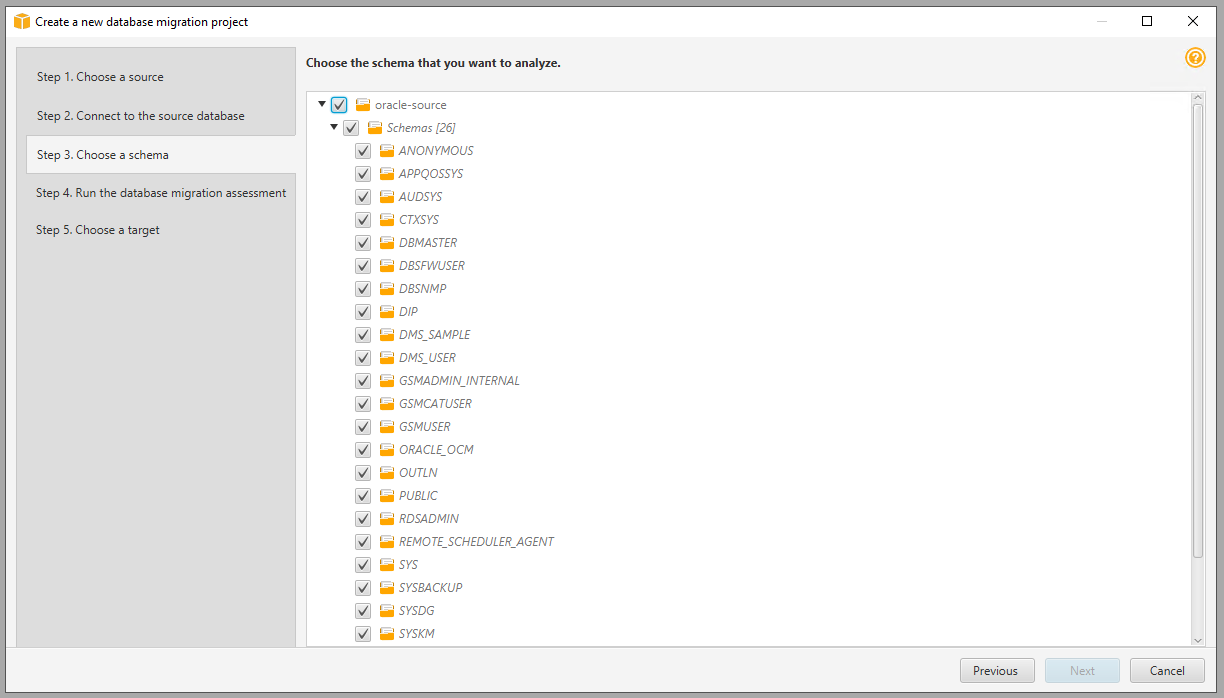 Create a new database migration project
Step 1. Choose a source
Step 2. Connect to the source database
Step 3. Choose a schema
Step 4. Run the database migration assessment
Step 5. Choose a target
Choose the schema that you want to analyze.
?
oracle-source
Schemas [26]
ANONYMOUS
APPQOSSYS
AUDSYS
CTXSYS
DBMASTER
DBSFWUSER
DBSNMP
DIP
DMS_SAMPLE
DMS_USER
GSMADMIN_INTERNAL
GSMCATUSER
GSMUSER
ORACLE_OCM
OUTLN
PUBLIC
RDSADMIN
REMOTE_SCHEDULER_AGENT
SYS
SYSBACKUP
SYSDG
SYSKM
Previous
Next
Cancel